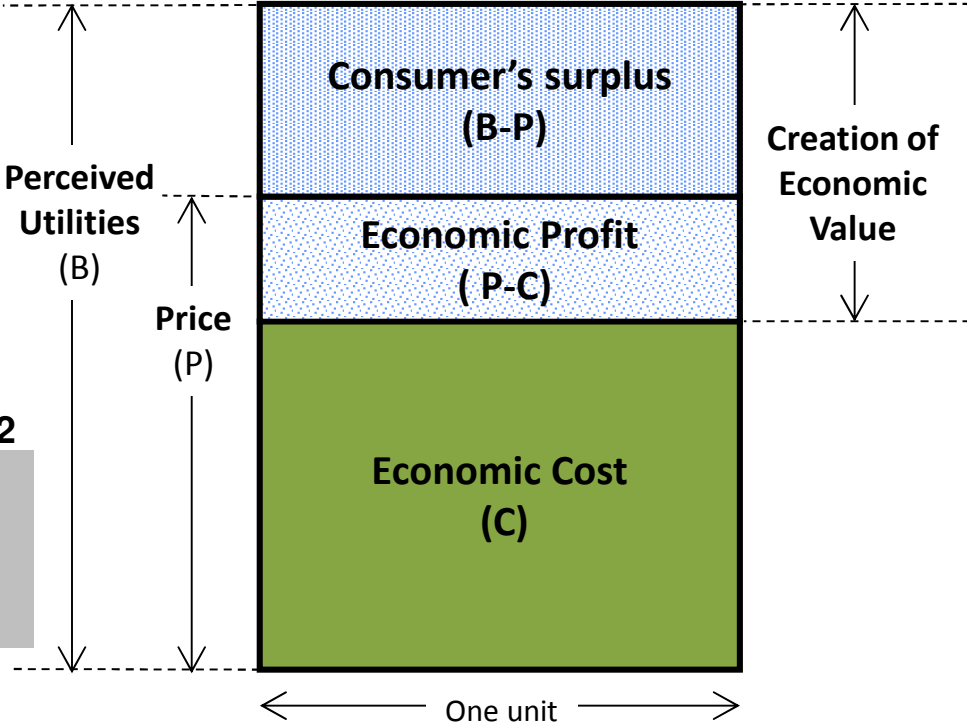 Consumer’s surplus
(B-P)
Creation of
Economic
Value
Perceived
Utilities
(B)
Economic Profit
( P-C)
Price
(P)
2
Economic Cost
(C)
One unit